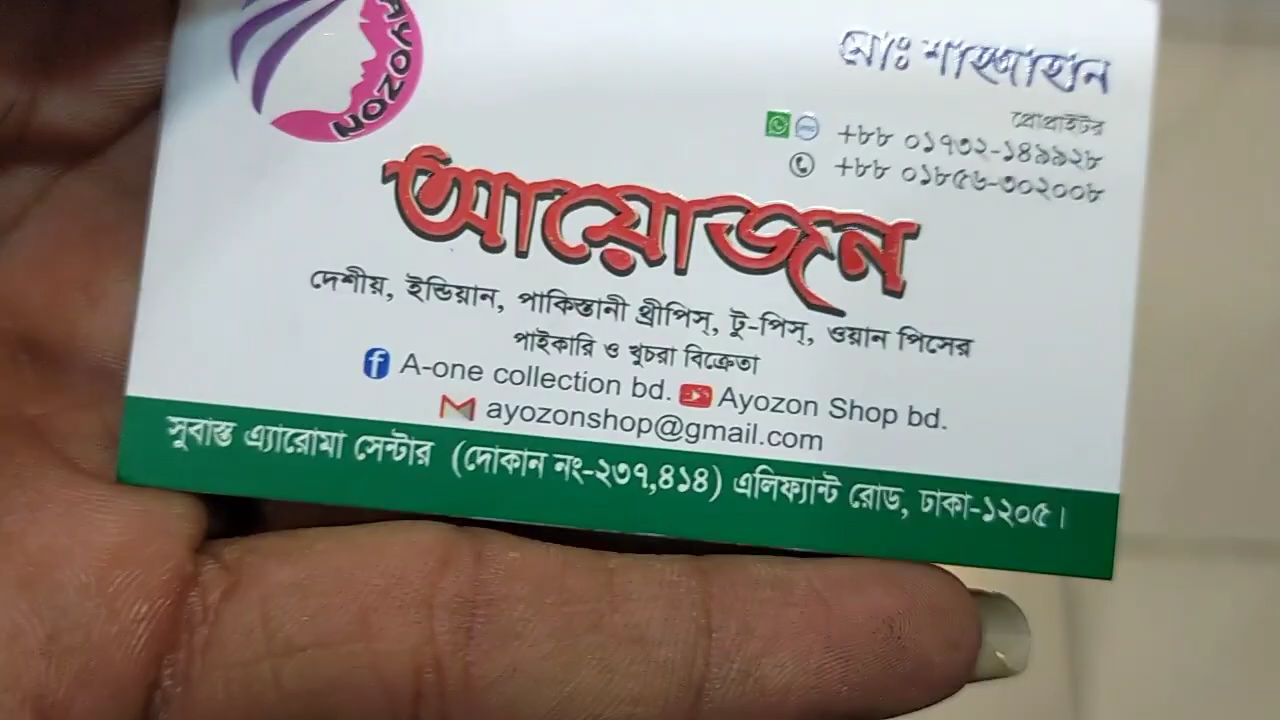 AYOZON
মোঃ শাহজাহান
প্রোপ্রাইটর
+৮৮ ০১৭৩২-১৪৯৯২৮
+৮৮ ০১৮৫৬-৩০২০০৮
আয়োজন
দেশীয়, ইন্ডিয়ান, পাকিস্তানী থ্রীপিস্, টু-পিস্, ওয়ান পিসের
পাইকারি ও খুচরা বিক্রেতা
A-one collection bd. Ayozon Shop bd.
ayozonshop@gmail.com
সুবাস্তু এ্যারোমা সেন্টার (দোকান নং-২৩৭,৪১৪) এলিফ্যান্ট রোড, ঢাকা-১২০৫।